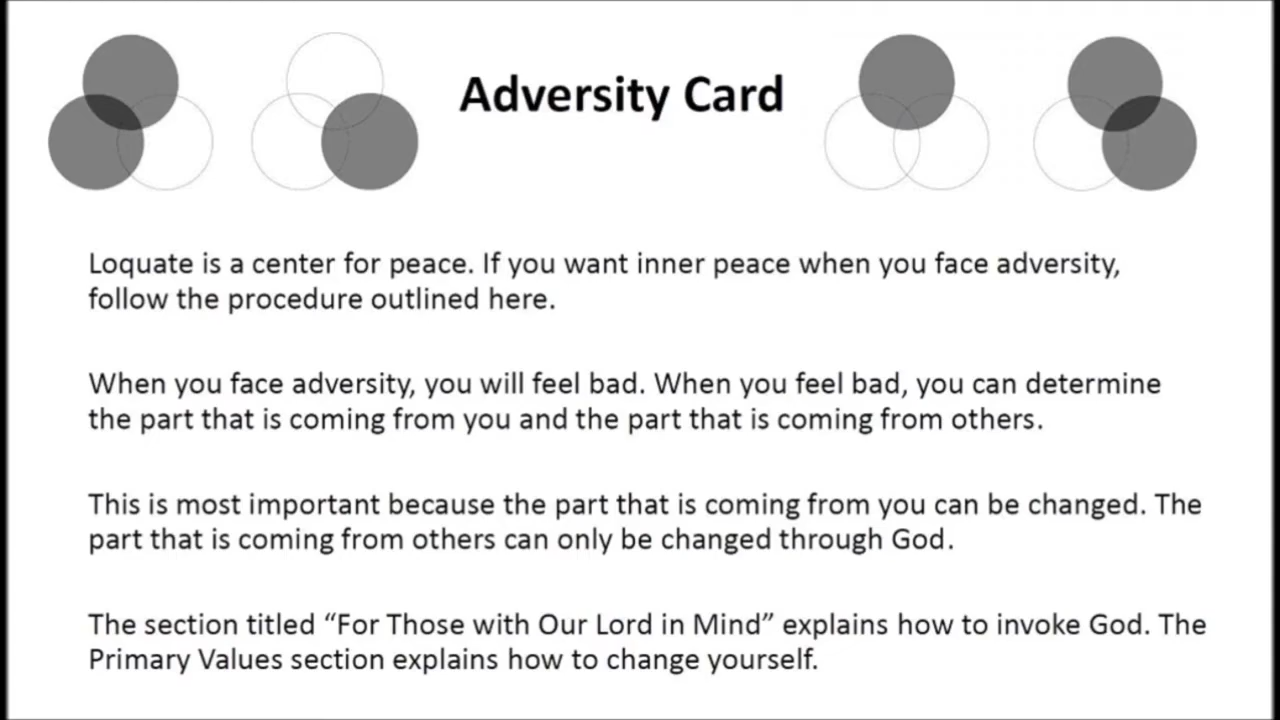 Adversity Card
Loquate is a center for peace. If you want inner peace when you face adversity,
follow the procedure outlined here.
When you face adversity, you will feel bad. When you feel bad, you can determine
the part that is coming from you and the part that is coming from others.
This is most important because the part that is coming from you can be changed. The
part that is coming from others can only be changed through God.
The section titled “For Those with Our Lord in Mind” explains how to invoke God. The
Primary Values section explains how to change yourself.